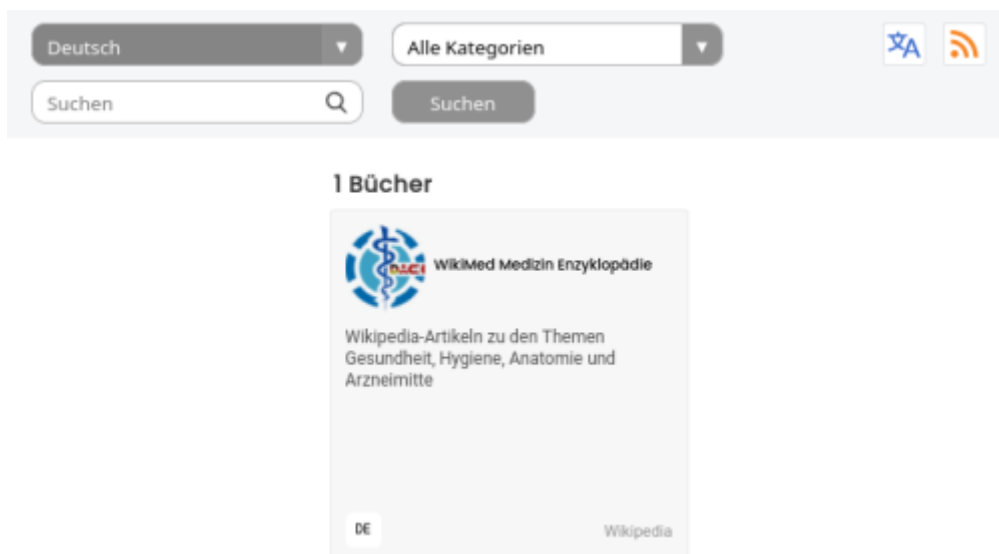 Deutsch
Alle Kategorien
Suchen
Suchen
1 Bücher
WikiMed Medizin Enzyklopädie
Wikipedia-Artikeln zu den Themen
Gesundheit, Hygiene, Anatomie und
Arzneimitte
DE
Wikipedia